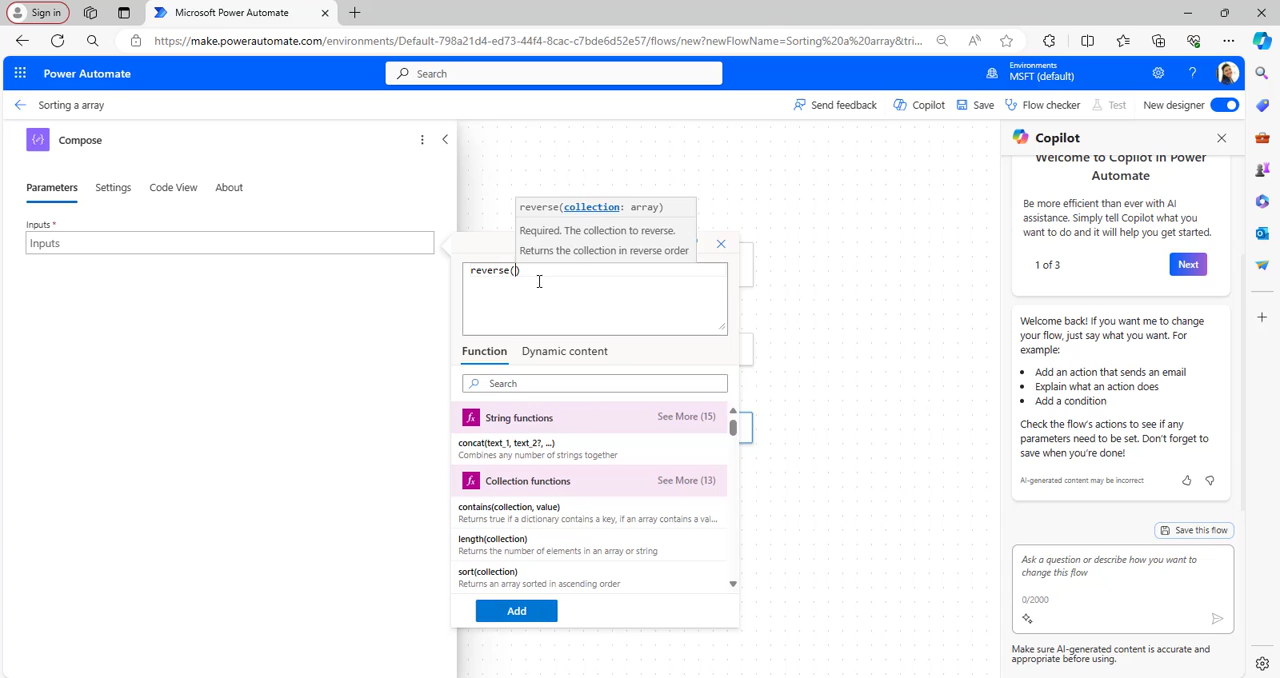 Sign in
Microsoft Power Automate
https://make.powerautomate.com/environments/Default-798a21d4-ed73-44f4-8cac-c7bde6d52e57/flows/new?newFlowName=Sorting%20a%20array&tri...
Power Automate
Search
Environments
MSFT (default)
Sorting a array
Send feedback
Copilot
Save
Flow checker
Test
New designer
Compose
Parameters
Settings
Code View
About
Inputs *
Inputs
reverse(collection: array)
Required. The collection to reverse.
Returns the collection in reverse order
reverse()
Function
Dynamic content
Search
String functions
See More (15)
concat(text_1, text_2?, ...)
Combines any number of strings together
Collection functions
See More (13)
contains(collection, value)
Returns true if a dictionary contains a key, if an array contains a val...
length(collection)
Returns the number of elements in an array or string
sort(collection)
Returns an array sorted in ascending order
Add
Copilot
Welcome to Copilot in Power
Automate
Be more efficient than ever with AI
assistance. Simply tell Copilot what you
want to do and it will help you get started.
1 of 3
Next
Welcome back! If you want me to change
your flow, just say what you want. For
example:
• Add an action that sends an email
• Explain what an action does
• Add a condition
Check the flow's actions to see if any
parameters need to be set. Don't forget to
save when you're done!
AI-generated content may be incorrect
Save this flow
Ask a question or describe how you want to
change this flow
0/2000
Make sure AI-generated content is accurate and
appropriate before using.